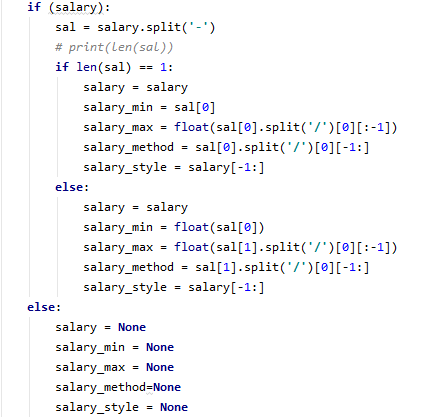 if (salary):
    sal = salary.split('-')
    # print(len(sal))
    if len(sal) == 1:
        salary = salary
        salary_min = sal[0]
        salary_max = float(sal[0].split('/')[0][:-1])
        salary_method = sal[0].split('/')[0][-1:]
        salary_style = salary[-1:]
    else:
        salary = salary
        salary_min = float(sal[0])
        salary_max = float(sal[1].split('/')[0][:-1])
        salary_method = sal[1].split('/')[0][-1:]
        salary_style = salary[-1:]
else:
    salary = None
    salary_min = None
    salary_max = None
    salary_method=None
    salary_style = None